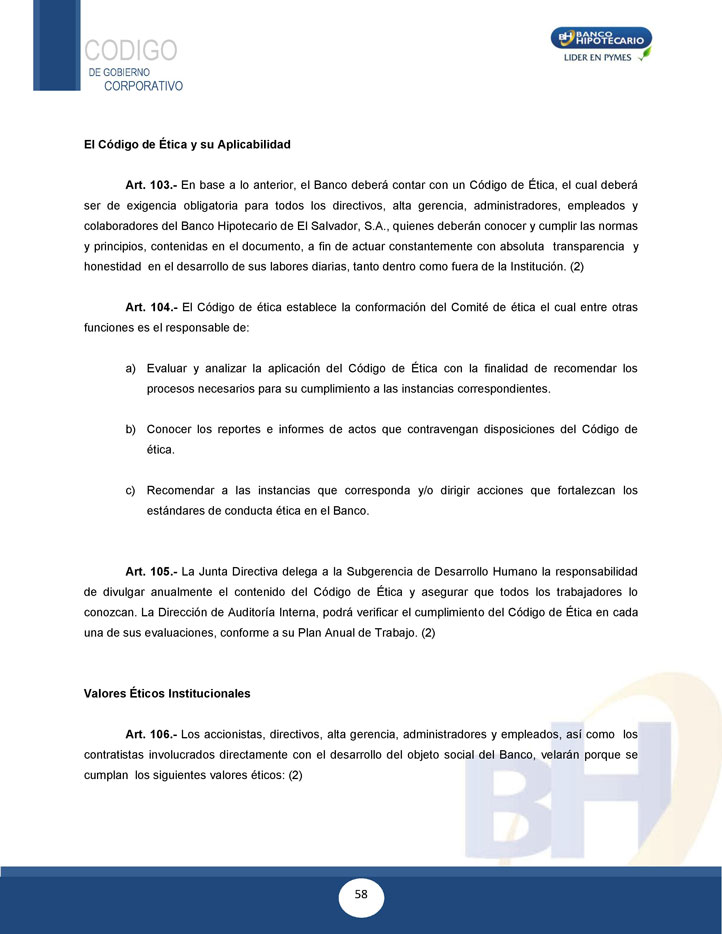 CODIGO
DE GOBIERNO
CORPORATIVO
BH BANCO
HIPOTECARIO
LIDER EN PYMES
El Código de Ética y su Aplicabilidad
Art. 103.- En base a lo anterior, el Banco deberá contar con un Código de Ética, el cual deberá
ser de exigencia obligatoria para todos los directivos, alta gerencia, administradores, empleados y
colaboradores del Banco Hipotecario de El Salvador, S.A., quienes deberán conocer y cumplir las normas
y principios, contenidas en el documento, a fin de actuar constantemente con absoluta transparencia y
honestidad en el desarrollo de sus labores diarias, tanto dentro como fuera de la Institución. (2)
Art. 104.- El Código de ética establece la conformación del Comité de ética el cual entre otras
funciones es el responsable de:
a) Evaluar y analizar la aplicación del Código de Ética con la finalidad de recomendar los
procesos necesarios para su cumplimiento a las instancias correspondientes.
b) Conocer los reportes e informes de actos que contravengan disposiciones del Código de
ética.
c) Recomendar a las instancias que corresponda y/o dirigir acciones que fortalezcan los
estándares de conducta ética en el Banco.
Art. 105.- La Junta Directiva delega a la Subgerencia de Desarrollo Humano la responsabilidad
de divulgar anualmente el contenido del Código de Ética y asegurar que todos los trabajadores lo
conozcan. La Dirección de Auditoría Interna, podrá verificar el cumplimiento del Código de Ética en cada
una de sus evaluaciones, conforme a su Plan Anual de Trabajo. (2)
Valores Éticos Institucionales
Art. 106.- Los accionistas, directivos, alta gerencia, administradores y empleados, así como los
contratistas involucrados directamente con el desarrollo del objeto social del Banco, velarán porque se
cumplan los siguientes valores éticos: (2)
BH
58